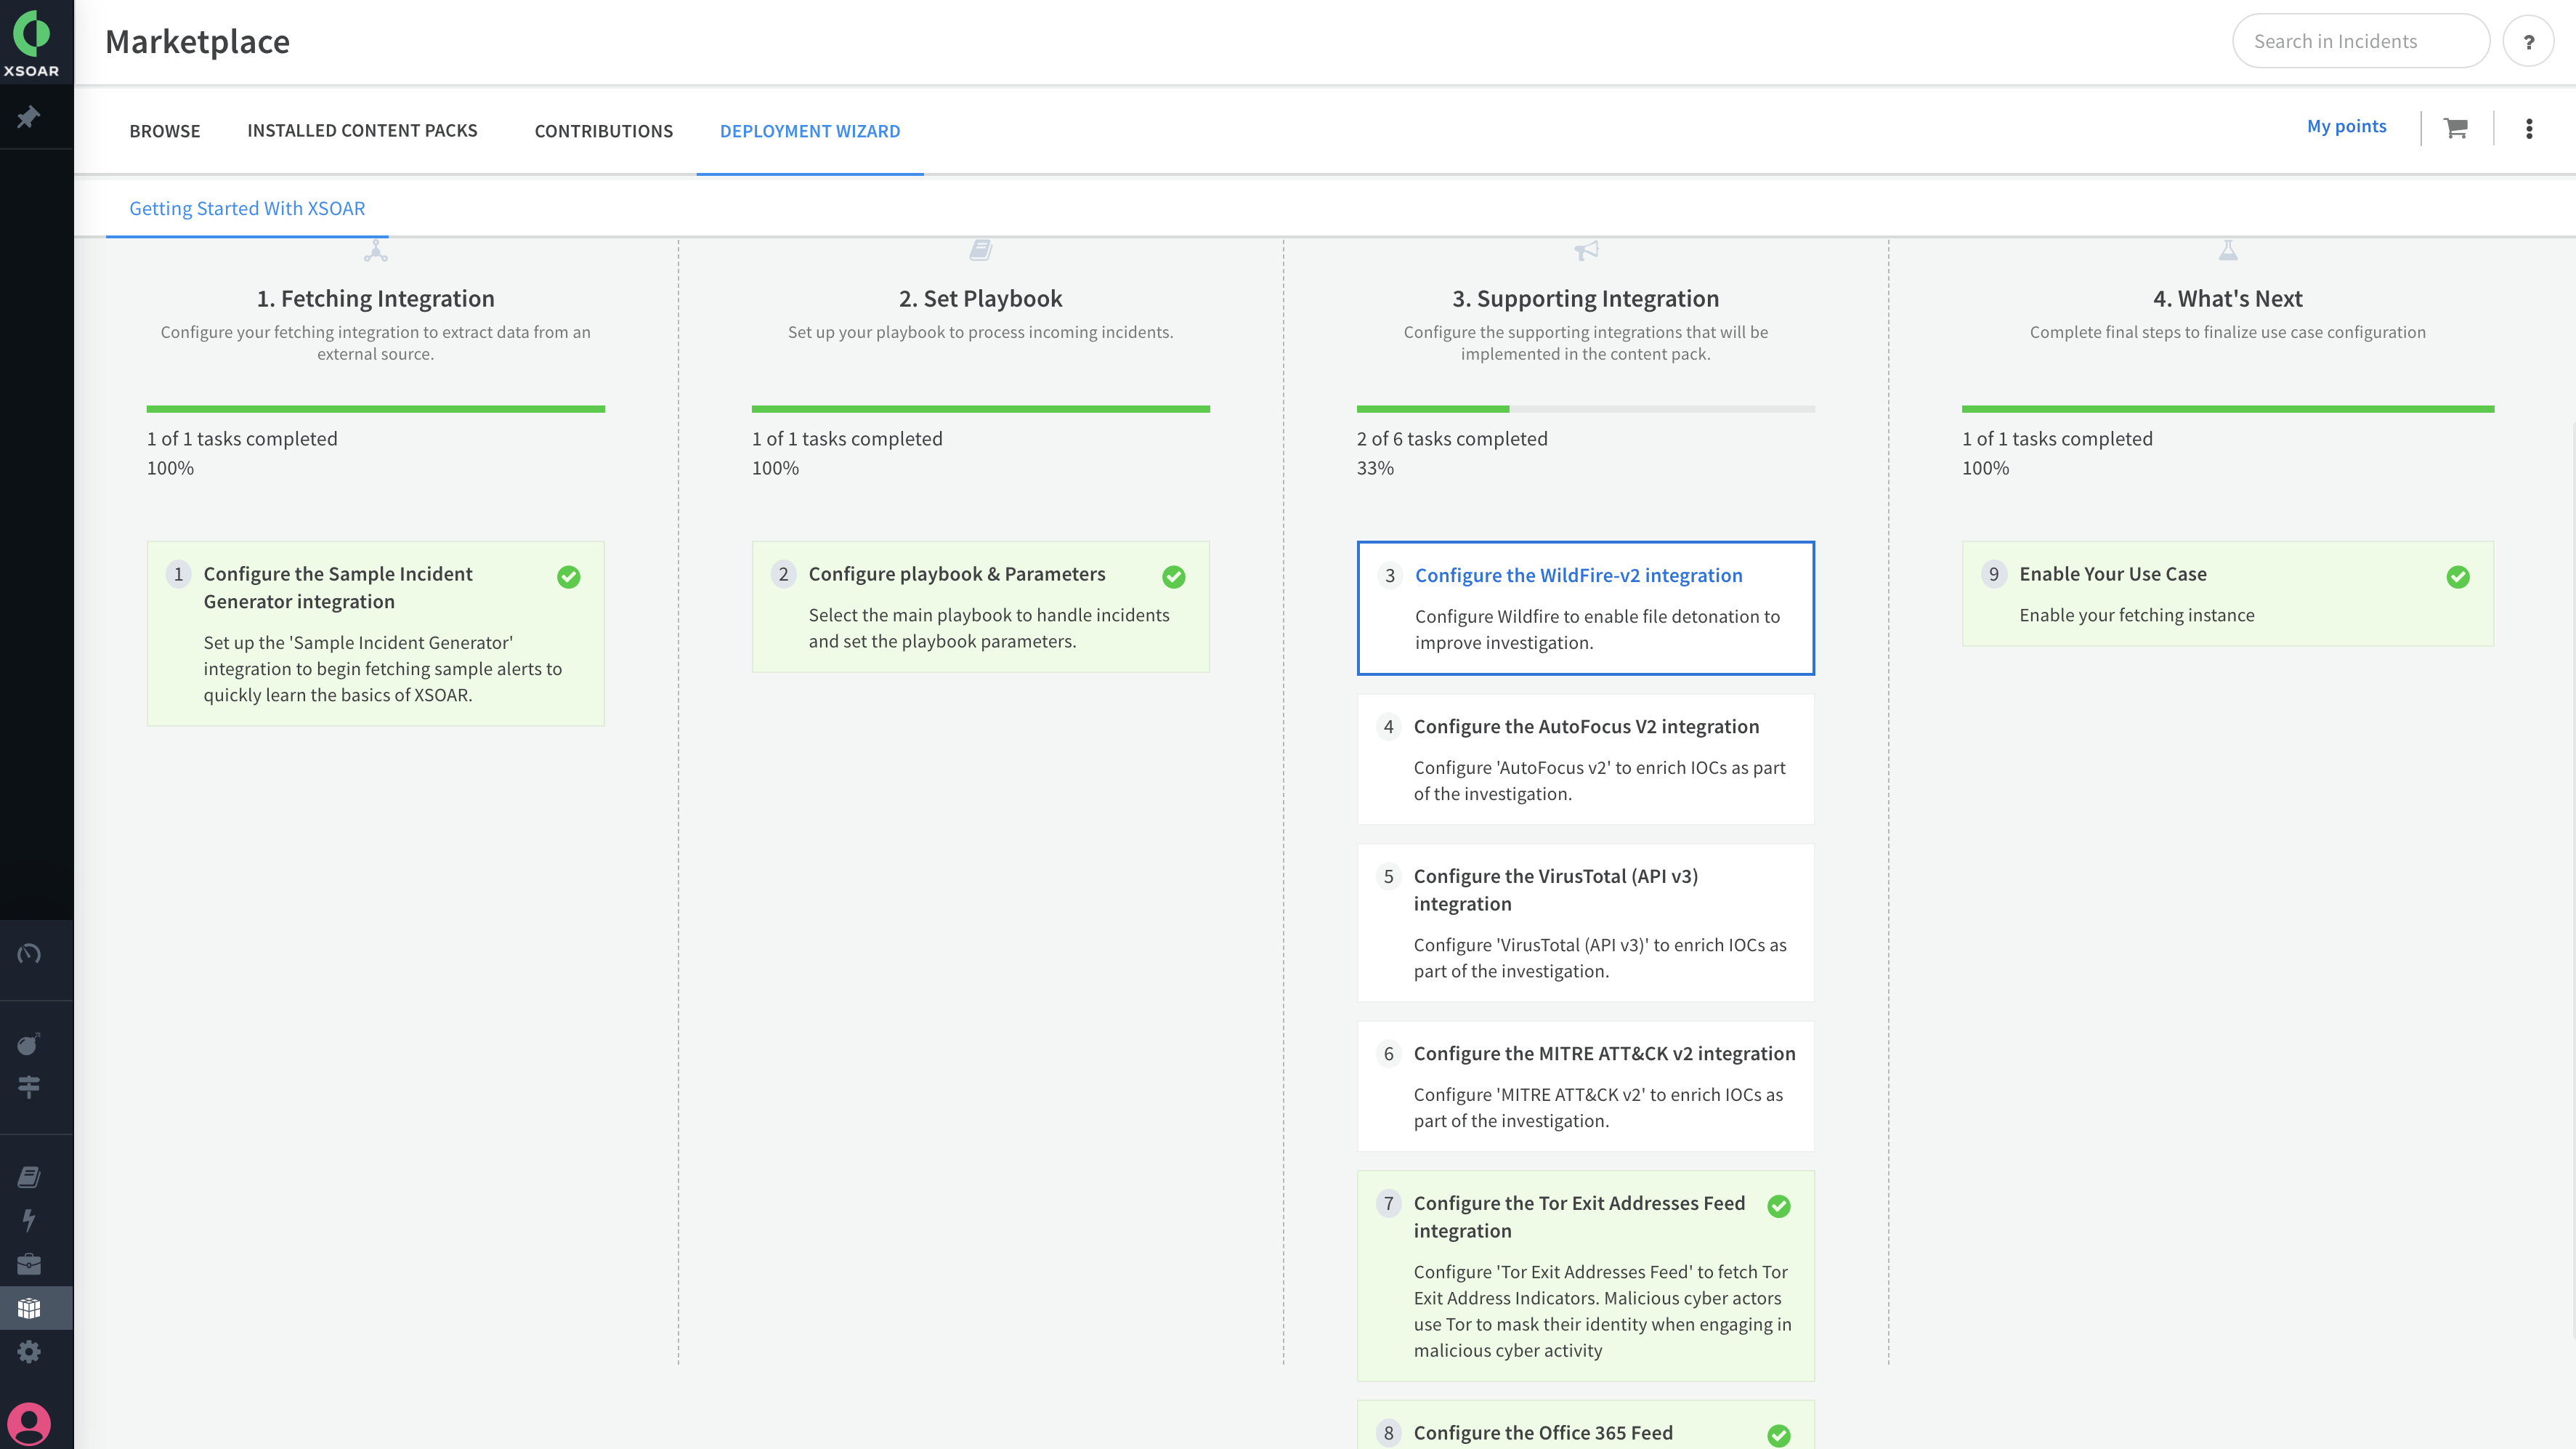 XSOAR
Marketplace
Search in Incidents
?
BROWSE
INSTALLED CONTENT PACKS
CONTRIBUTIONS
DEPLOYMENT WIZARD
My points
Getting Started With XSOAR
1. Fetching Integration
Configure your fetching integration to extract data from an
external source.
1 of 1 tasks completed
100%
1
Configure the Sample Incident
Generator integration
Set up the 'Sample Incident Generator'
integration to begin fetching sample alerts to
quickly learn the basics of XSOAR.
2. Set Playbook
Set up your playbook to process incoming incidents.
1 of 1 tasks completed
100%
2
Configure playbook & Parameters
Select the main playbook to handle incidents
and set the playbook parameters.
3. Supporting Integration
Configure the supporting integrations that will be
implemented in the content pack.
2 of 6 tasks completed
33%
3
Configure the WildFire-v2 integration
Configure Wildfire to enable file detonation to
improve investigation.
4
Configure the AutoFocus V2 integration
Configure 'AutoFocus v2' to enrich IOCs as part
of the investigation.
5
Configure the VirusTotal (API v3)
integration
Configure 'VirusTotal (API v3)' to enrich IOCs as
part of the investigation.
6
Configure the MITRE ATT&CK v2 integration
Configure 'MITRE ATT&CK v2' to enrich IOCs as
part of the investigation.
7
Configure the Tor Exit Addresses Feed
integration
Configure 'Tor Exit Addresses Feed' to fetch Tor
Exit Address Indicators. Malicious cyber actors
use Tor to mask their identity when engaging in
malicious cyber activity
8
Configure the Office 365 Feed
4. What's Next
Complete final steps to finalize use case configuration
1 of 1 tasks completed
100%
9
Enable Your Use Case
Enable your fetching instance